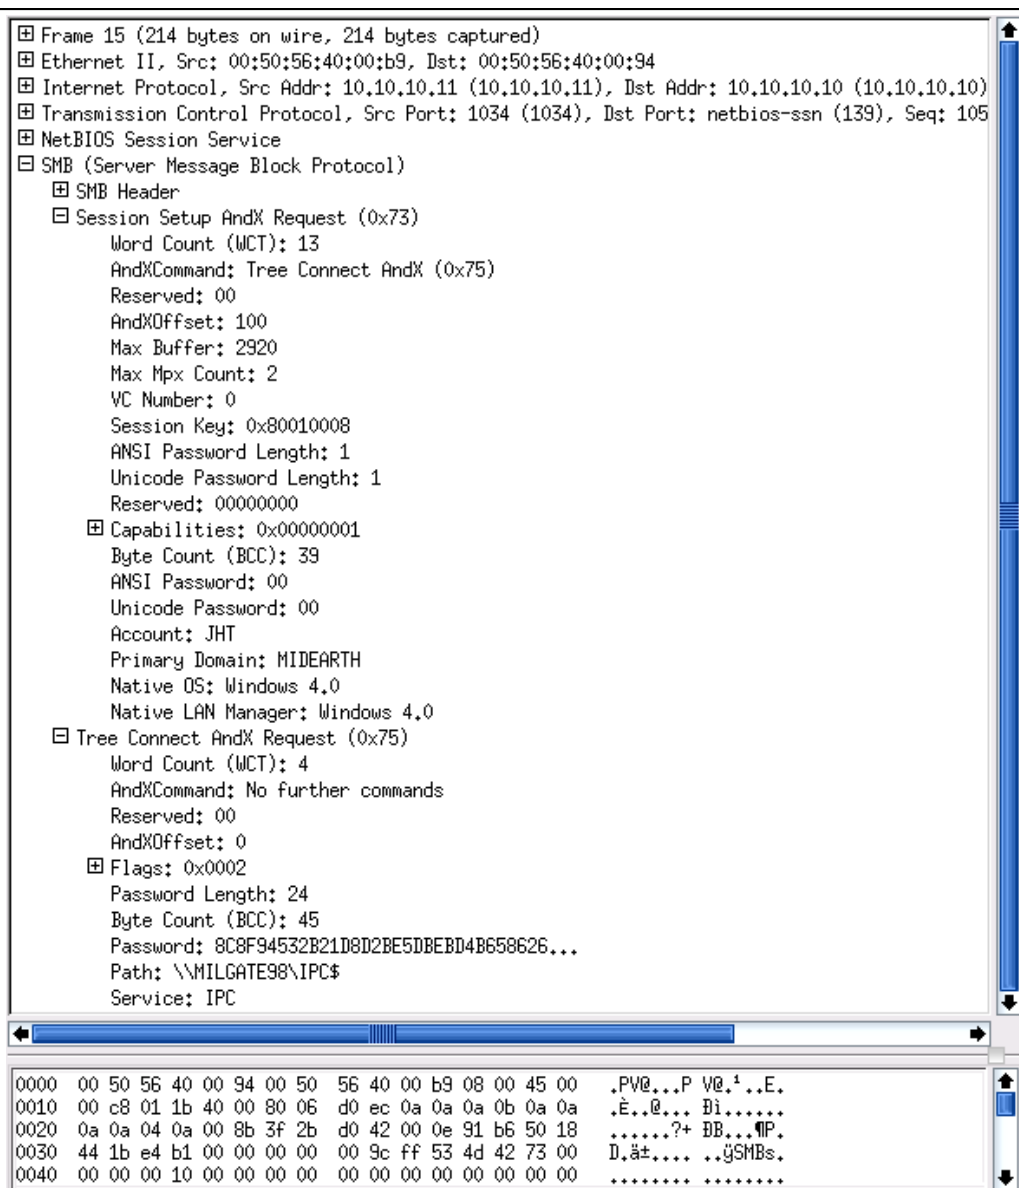 Frame 15 (214 bytes on wire, 214 bytes captured)
Ethernet II, Src: 00:50:56:40:00:b9, Dst: 00:50:56:40:00:94
Internet Protocol, Src Addr: 10.10.10.11 (10.10.10.11), Dst Addr: 10.10.10.10 (10.10.10.10)
Transmission Control Protocol, Src Port: 1034 (1034), Dst Port: netbios-ssn (139), Seq: 105
NetBIOS Session Service
SMB (Server Message Block Protocol)
SMB Header
Session Setup AndX Request (0x73)
Word Count (WCT): 13
AndXCommand: Tree Connect AndX (0x75)
Reserved: 00
AndXOffset: 100
Max Buffer: 2920
Max Mpx Count: 2
VC Number: 0
Session Key: 0x80010008
ANSI Password Length: 1
Unicode Password Length: 1
Reserved: 00000000
Capabilities: 0x00000001
Byte Count (BCC): 39
ANSI Password: 00
Unicode Password: 00
Account: JHT
Primary Domain: MIDEARTH
Native OS: Windows 4.0
Native LAN Manager: Windows 4.0
Tree Connect AndX Request (0x75)
Word Count (WCT): 4
AndXCommand: No further commands
Reserved: 00
AndXOffset: 0
Flags: 0x0002
Password Length: 24
Byte Count (BCC): 45
Password: 8C8F94532B21D8D2BE5DBEBD4B658626...
Path: \\MILGATE98\IPC$
Service: IPC
0000 00 50 56 40 00 94 00 50 56 40 00 b9 08 00 45 00 .PV@...P V@.¹..E.
0010 00 c8 01 1b 40 00 80 06 d0 ec 0a 0a 0a 0b 0a 0a .È..@... Ðì......
0020 0a 0a 04 0a 00 8b 3f 2b d0 42 00 0e 91 b6 50 18 ......?+ ÐB...¶P.
0030 44 1b e4 b1 00 00 00 00 00 9c ff 53 4d 42 73 00 D.ä±.... ..ÿSMBs.
0040 00 00 00 10 00 00 00 00 00 00 00 00 00 00 00 00 ........ ........